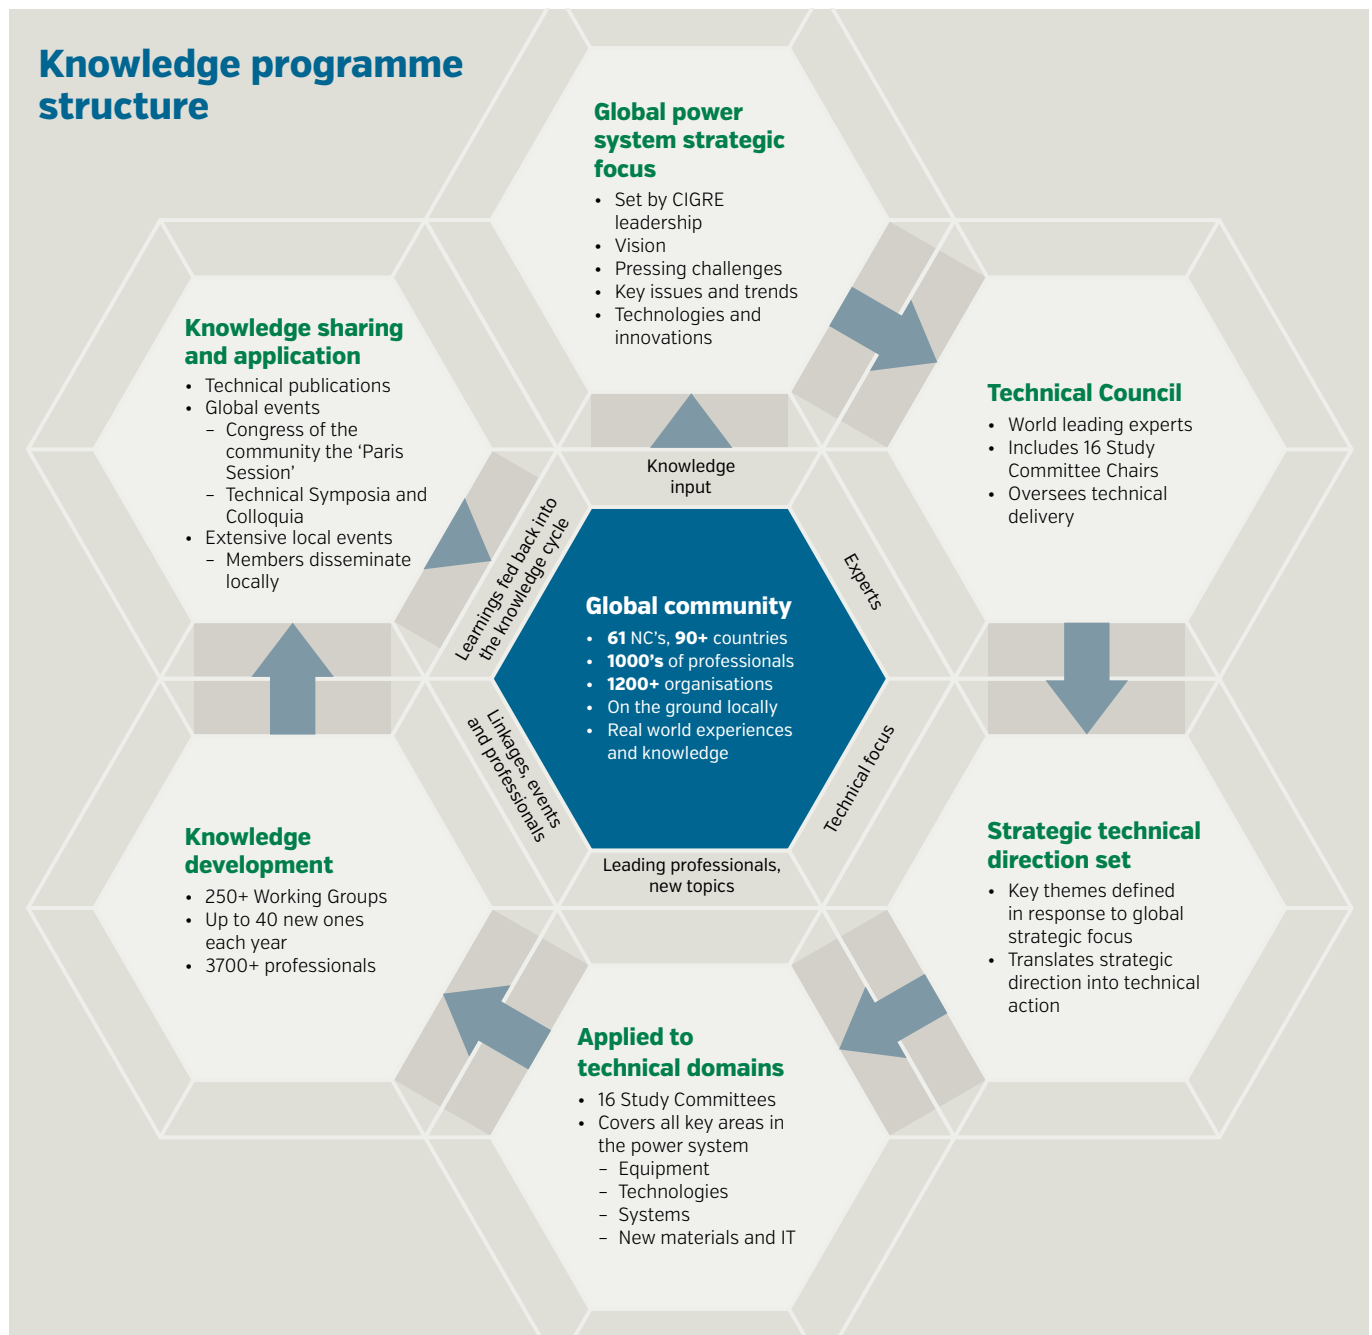 Knowledge programme
structure
Global power
system strategic
focus
• Set by CIGRE
leadership
• Vision
• Pressing challenges
• Key issues and trends
• Technologies and
innovations
Technical Council
• World leading experts
• Includes 16 Study
Committee Chairs
• Oversees technical
delivery
Strategic technical
direction set
• Key themes defined
in response to global
strategic focus
• Translates strategic
direction into technical
action
Applied to
technical domains
• 16 Study Committees
• Covers all key areas in
the power system
– Equipment
– Technologies
– Systems
– New materials and IT
Knowledge
development
• 250+ Working Groups
• Up to 40 new ones
each year
• 3700+ professionals
Knowledge sharing
and application
• Technical publications
• Global events
– Congress of the
community the ‘Paris
Session’
– Technical Symposia and
Colloquia
• Extensive local events
– Members disseminate
locally
Knowledge
input
Experts
Technical focus
Leading professionals,
new topics
Linkages, events
and professionals
Learnings fed back into
the knowledge cycle
Global community
• 61 NC’s, 90+ countries
• 1000’s of professionals
• 1200+ organisations
• On the ground locally
• Real world experiences
and knowledge